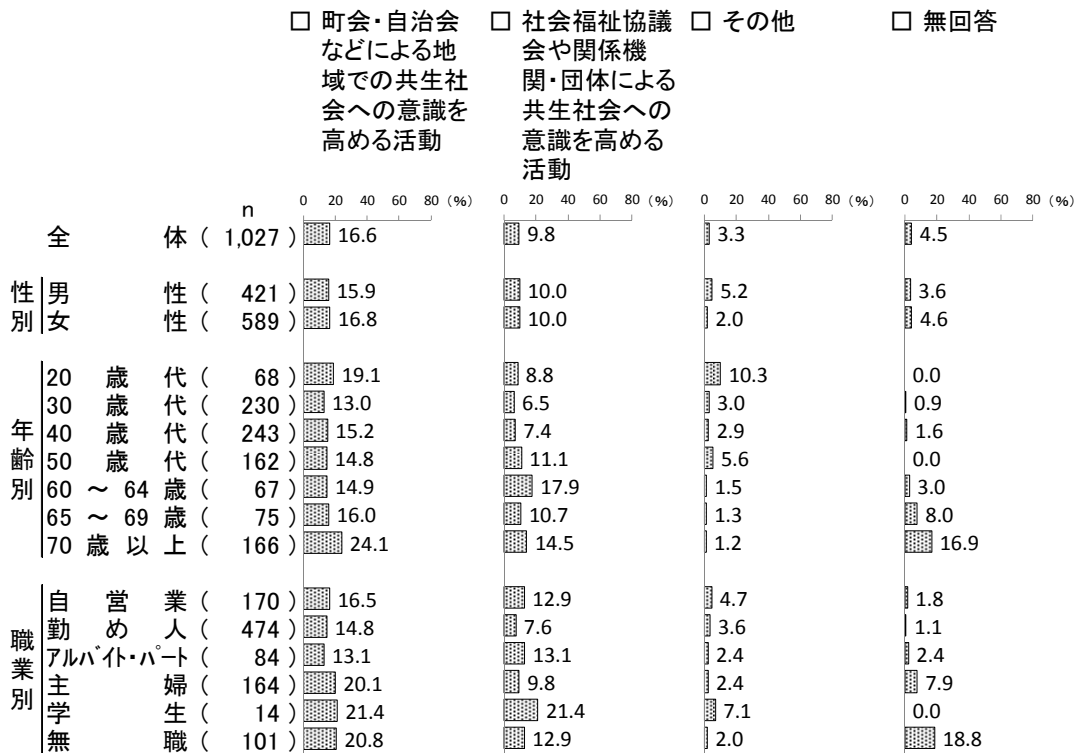 □ 町会・自治会
などによる地
域での共生社
会への意識を
高める活動
□ 社会福祉協議
会や関係機
関・団体による
共生社会への
意識を高める
活動
□ その他
□ 無回答
n
0 20 40 60 80 (%) 0 20 40 60 80 (%) 0 20 40 60 80 (%) 0 20 40 60 80 (%)
全体 ( 1,027 ) 16.6 9.8 3.3 4.5
性別
男性 ( 421 ) 15.9 10.0 5.2 3.6
女性 ( 589 ) 16.8 10.0 2.0 4.6
年齢別
20歳代 ( 68 ) 19.1 8.8 10.3 0.0
30歳代 ( 230 ) 13.0 6.5 3.0 0.9
40歳代 ( 243 ) 15.2 7.4 2.9 1.6
50歳代 ( 162 ) 14.8 11.1 5.6 0.0
60～64歳 ( 67 ) 14.9 17.9 1.5 3.0
65～69歳 ( 75 ) 16.0 10.7 1.3 8.0
70歳以上 ( 166 ) 24.1 14.5 1.2 16.9
職業別
自営業 ( 170 ) 16.5 12.9 4.7 1.8
勤め人 ( 474 ) 14.8 7.6 3.6 1.1
アルバイト・パート ( 84 ) 13.1 13.1 2.4 2.4
主婦 ( 164 ) 20.1 9.8 2.4 7.9
学生 ( 14 ) 21.4 21.4 7.1 0.0
無職 ( 101 ) 20.8 12.9 2.0 18.8